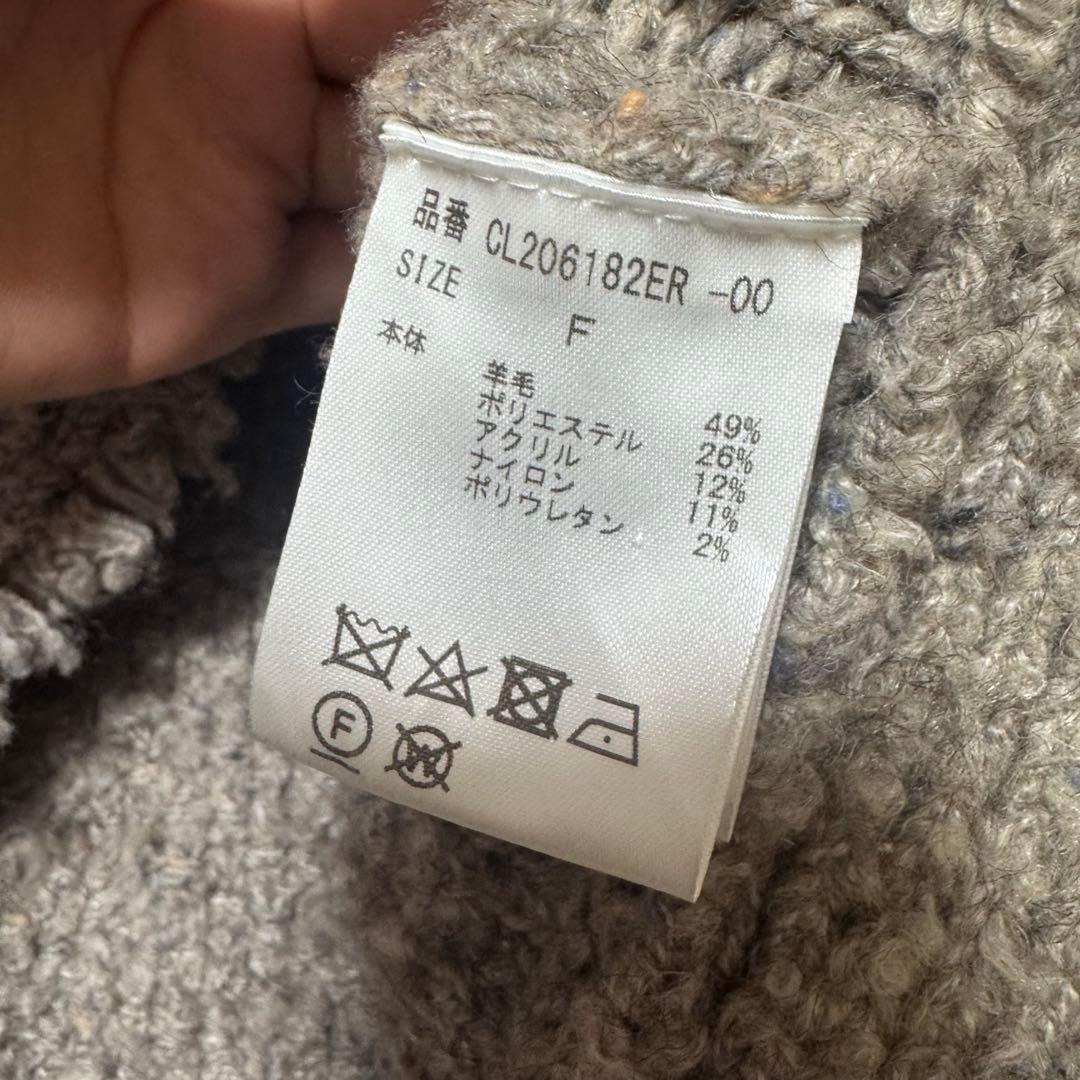 品番 CL206182ER -00
SIZE F
本体
羊毛 49%
ポリエステル 26%
アクリル 12%
ナイロン 11%
ポリウレタン 2%
F W